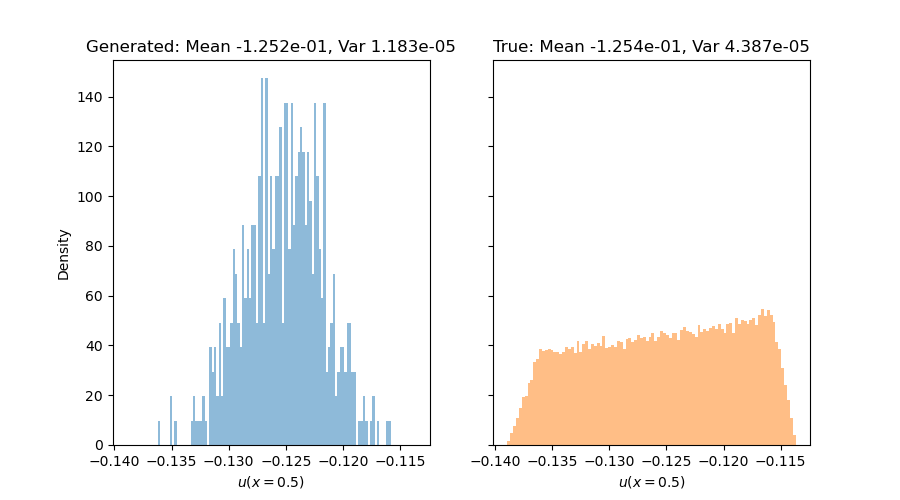 Generated: Mean -1.252e-01, Var 1.183e-05
True: Mean -1.254e-01, Var 4.387e-05
Density
140
120
100
80
60
40
20
0
−0.140 −0.135 −0.130 −0.125 −0.120 −0.115
−0.140 −0.135 −0.130 −0.125 −0.120 −0.115
u(x = 0.5)
u(x = 0.5)